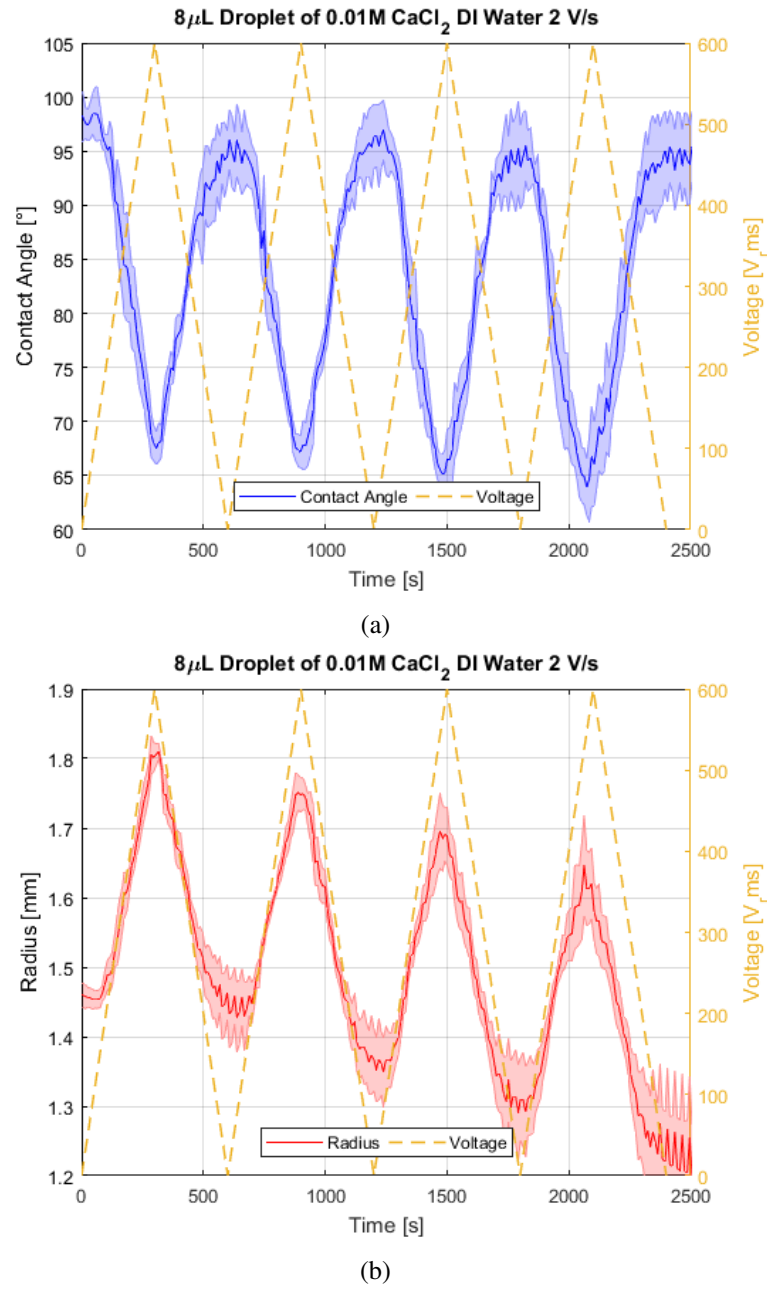 8μL Droplet of 0.01M CaCl₂ DI Water 2 V/s
105
100
95
90
85
80
75
70
65
60
Contact Angle [°]
600
500
400
300
200
100
0
Voltage [Vᵣms]
Contact Angle Voltage
0 500 1000 1500 2000 2500
Time [s]
(a)
8μL Droplet of 0.01M CaCl₂ DI Water 2 V/s
1.9
1.8
1.7
1.6
1.5
1.4
1.3
1.2
Radius [mm]
600
500
400
300
200
100
0
Voltage [Vᵣms]
Radius Voltage
0 500 1000 1500 2000 2500
Time [s]
(b)